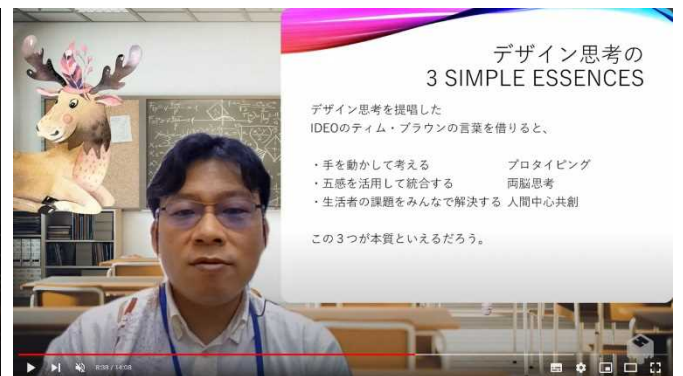 デザイン思考の
3 SIMPLE ESSENCES
デザイン思考を提唱した
IDEOのティム・ブラウンの言葉を借りると、
・手を動かして考える プロタイピング
・五感を活用して統合する 両脳思考
・生活者の課題をみんなで解決する 人間中心共創
この3つが本質といえるだろう。
8:38 / 14:08